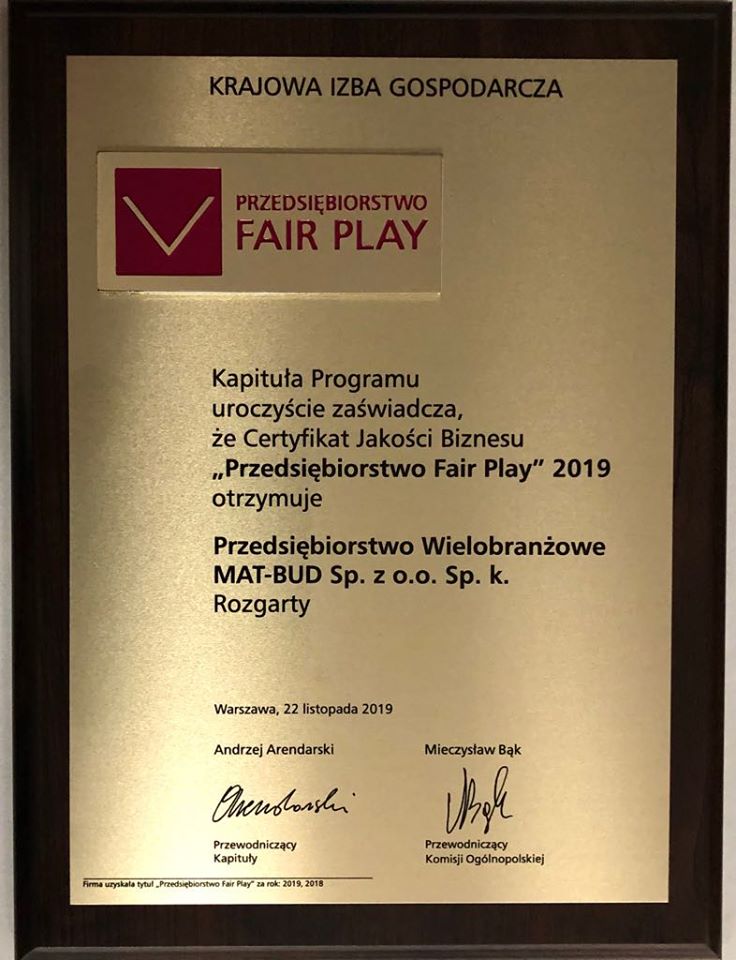 KRAJOWA IZBA GOSPODARCZA
PRZEDSIĘBIORSTWO
FAIR PLAY
Kapituła Programu
uroczyście zaświadcza,
że Certyfikat Jakości Biznesu
„Przedsiębiorstwo Fair Play” 2019
otrzymuje
Przedsiębiorstwo Wielobranżowe
MAT-BUD Sp. z o.o. Sp. k.
Rozgarty
Warszawa, 22 listopada 2019
Andrzej Arendarski
Mieczysław Bąk
Arendarski
MBąk
Przewodniczący
Kapituły
Przewodniczący
Komisji Ogólnopolskiej
Firma uzyskała tytuł „Przedsiębiorstwo Fair Play” za rok: 2019, 2018